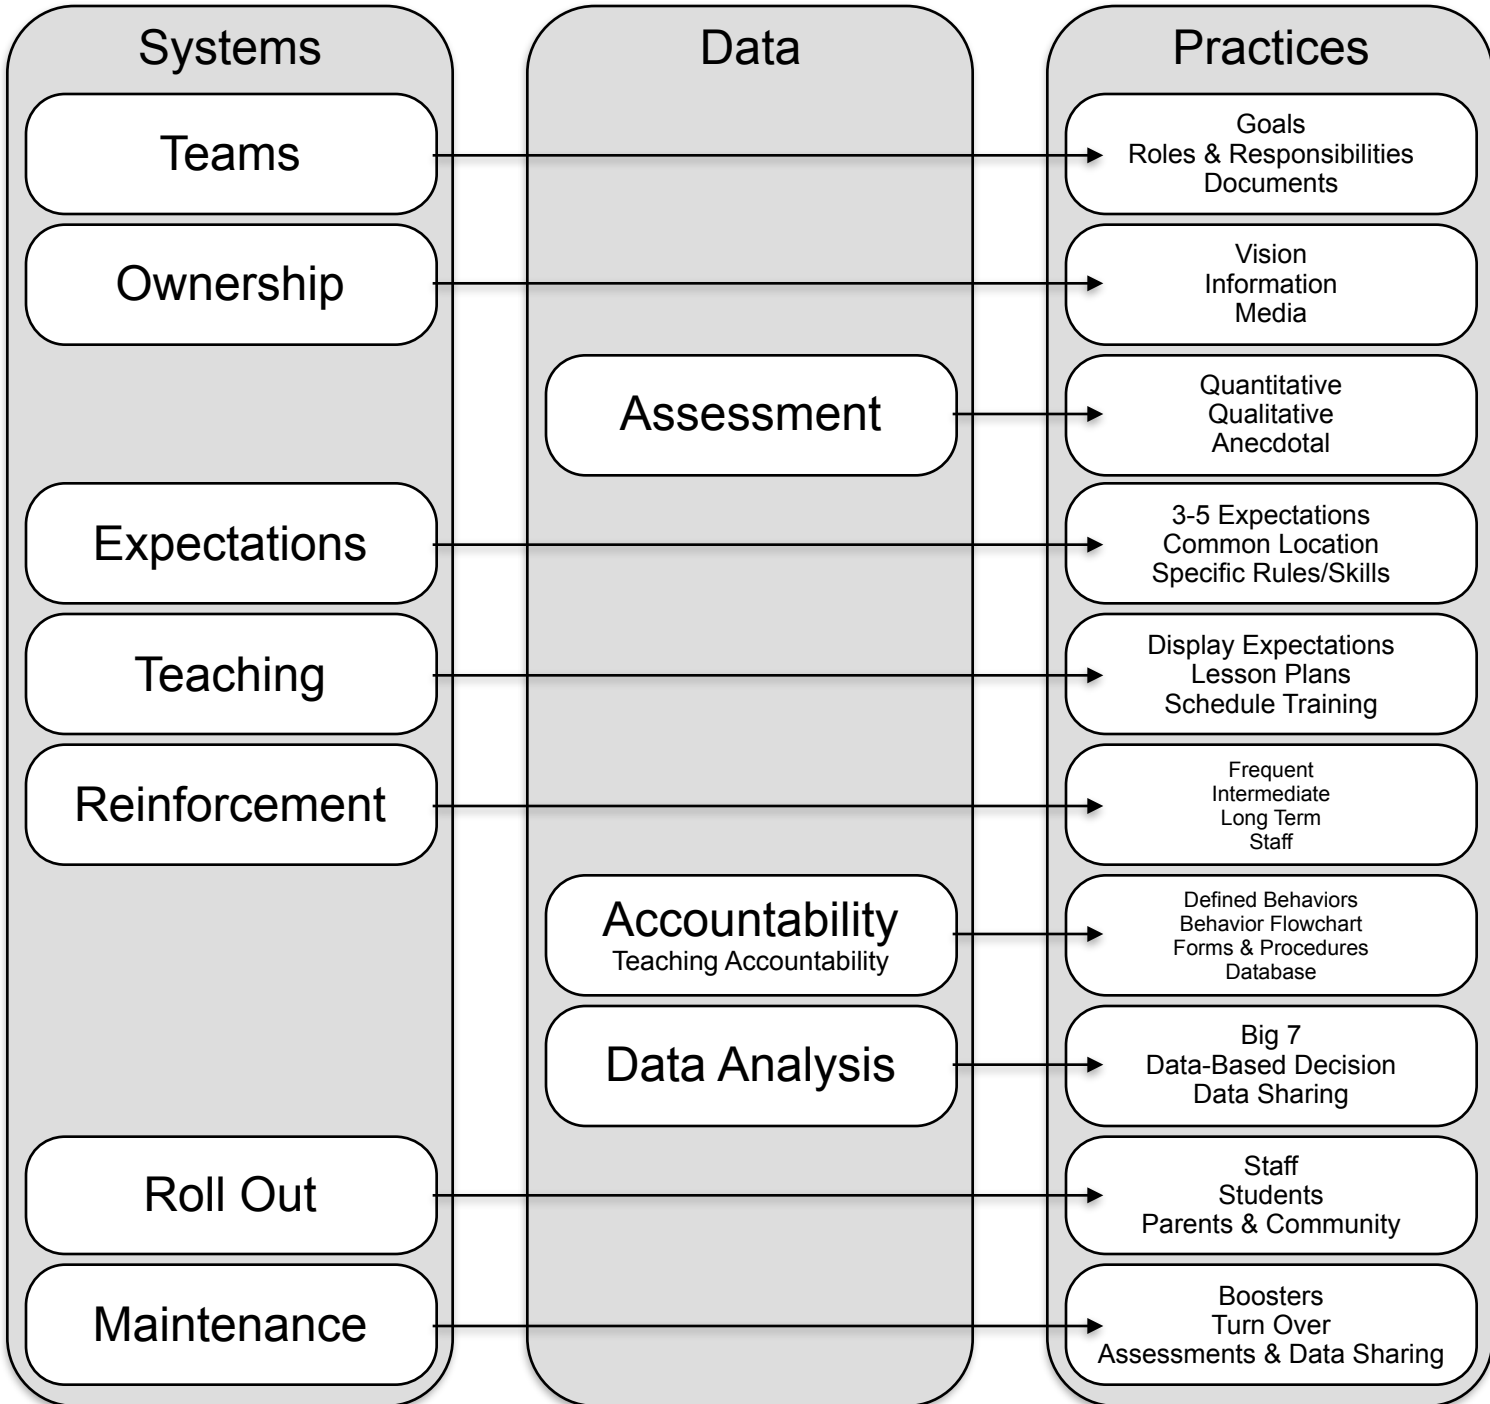 Systems
Data
Practices
Teams
Goals
Roles & Responsibilities
Documents
Ownership
Vision
Information
Media
Assessment
Quantitative
Qualitative
Anecdotal
Expectations
3-5 Expectations
Common Location
Specific Rules/Skills
Teaching
Display Expectations
Lesson Plans
Schedule Training
Reinforcement
Frequent
Intermediate
Long Term
Staff
Accountability
Teaching Accountability
Defined Behaviors
Behavior Flowchart
Forms & Procedures
Database
Data Analysis
Big 7
Data-Based Decision
Data Sharing
Roll Out
Staff
Students
Parents & Community
Maintenance
Boosters
Turn Over
Assessments & Data Sharing